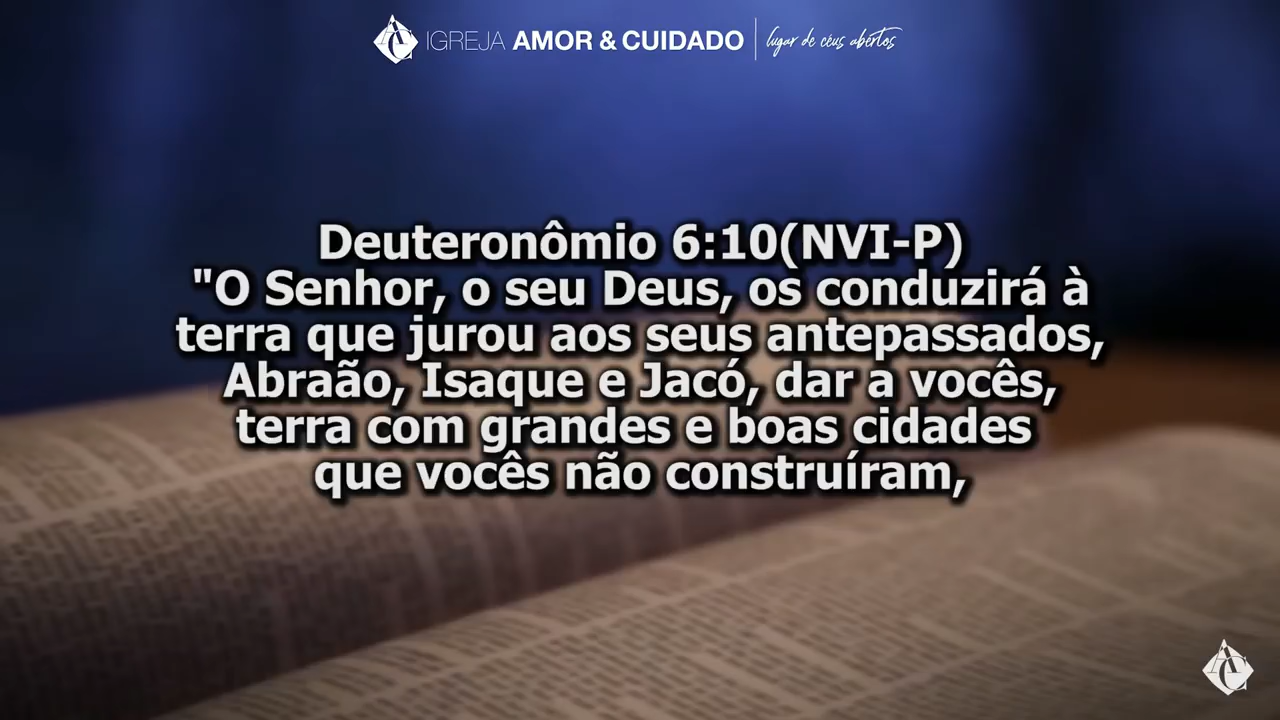 IGREJA AMOR & CUIDADO lugar de céus abertos
Deuteronômio 6:10(NVI-P)
"O Senhor, o seu Deus, os conduzirá à
terra que jurou aos seus antepassados,
Abraão, Isaque e Jacó, dar a vocês,
terra com grandes e boas cidades
que vocês não construíram,
AC